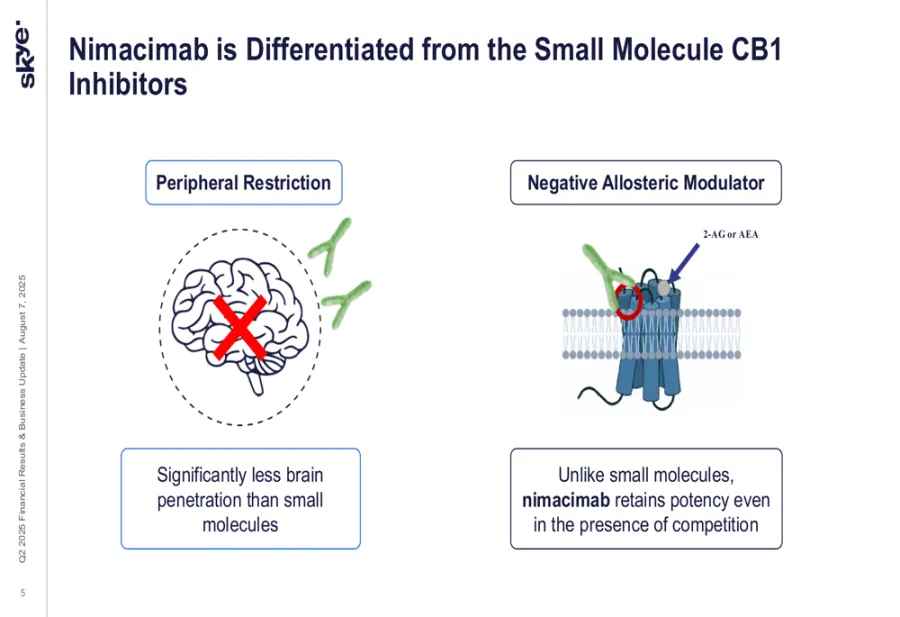 skye
Nimacimab is Differentiated from the Small Molecule CB1
Inhibitors
Peripheral Restriction
Negative Allosteric Modulator
2-AG or AEA
Significantly less brain
penetration than small
molecules
Unlike small molecules,
nimacimab retains potency even
in the presence of competition
Q2 2025 Financial Results & Business Update | August 7, 2025
5